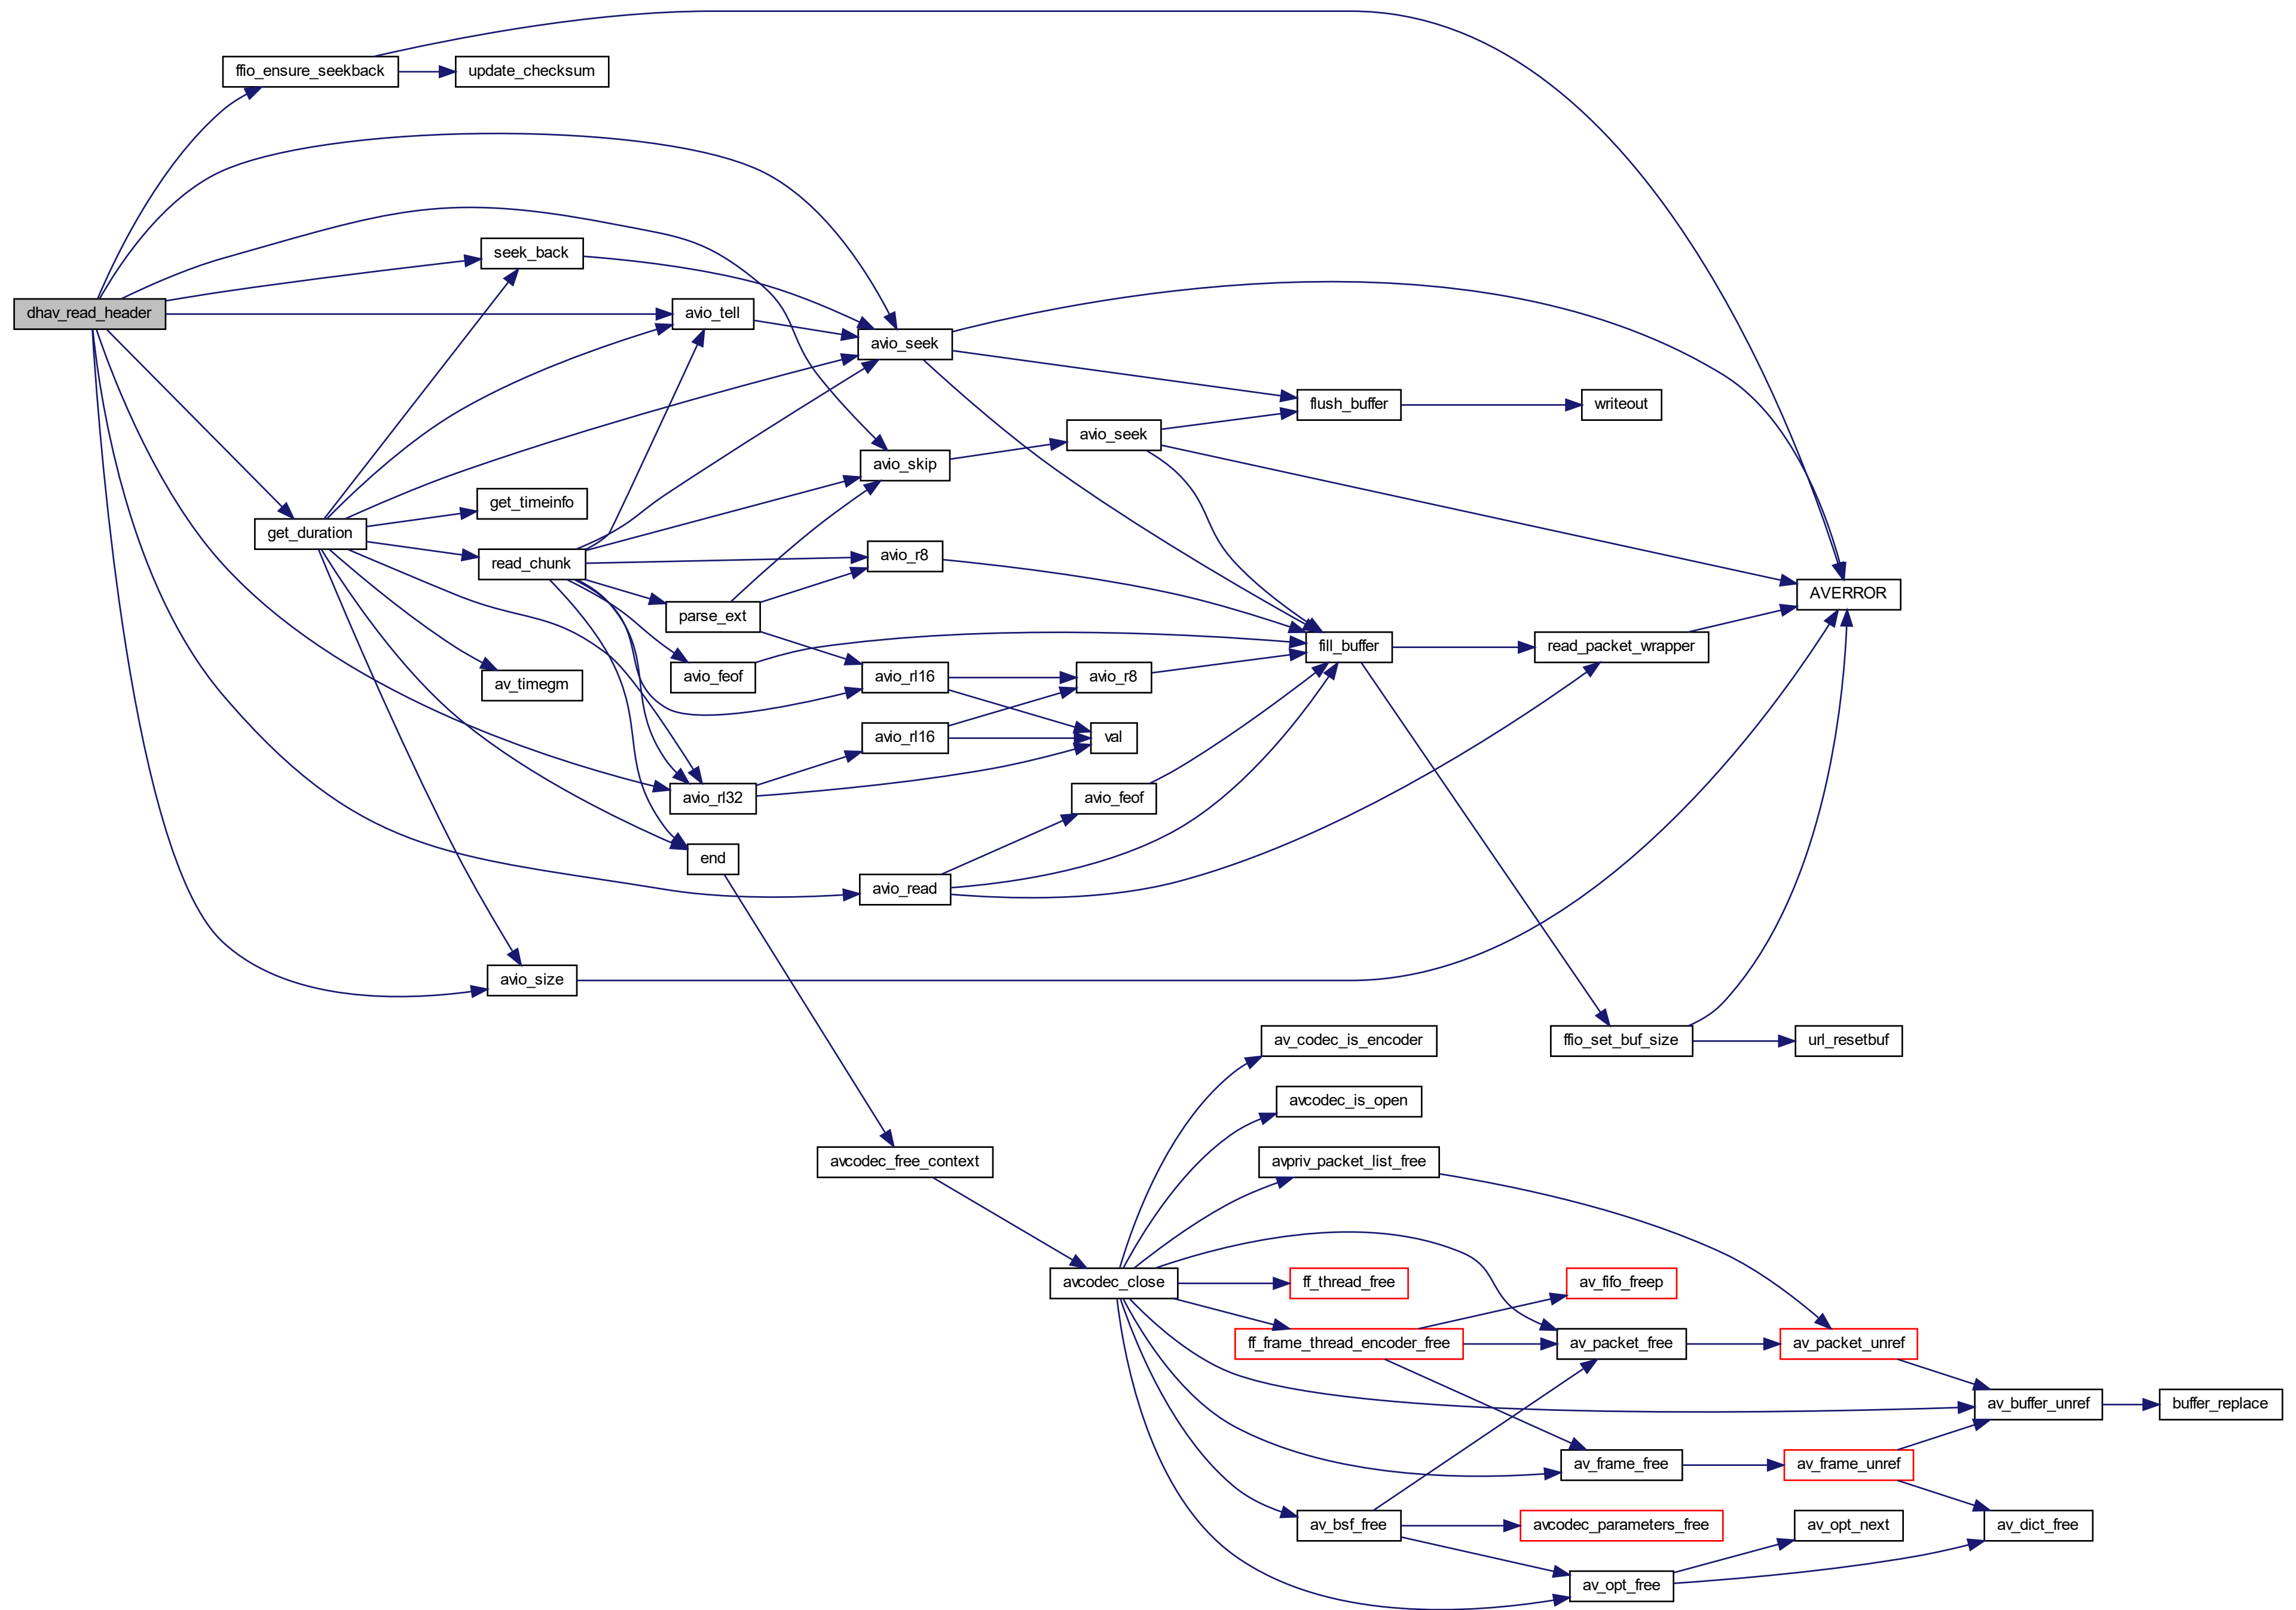 ffio_ensure_seekback
update_checksum
seek_back
dhav_read_header
avio_tell
avio_seek
flush_buffer
writeout
avio_seek
avio_skip
get_timeinfo
get_duration
avio_r8
read_chunk
AVERROR
parse_ext
fill_buffer
read_packet_wrapper
avio_feof
avio_rl16
avio_r8
av_timegm
avio_rl16
val
avio_rl32
avio_feof
end
avio_read
avio_size
av_codec_is_encoder
ffio_set_buf_size
url_resetbuf
avcodec_is_open
avcodec_free_context
avpriv_packet_list_free
avcodec_close
ff_thread_free
av_fifo_freep
ff_frame_thread_encoder_free
av_packet_free
av_packet_unref
av_buffer_unref
buffer_replace
av_frame_free
av_frame_unref
av_bsf_free
avcodec_parameters_free
av_opt_next
av_dict_free
av_opt_free